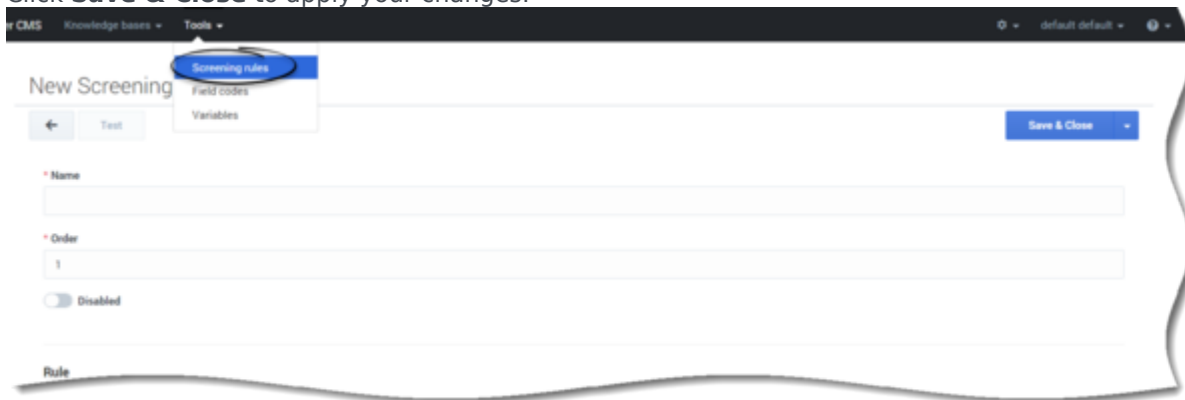 Click Save & Close to apply your changes.
er CMS Knowledge bases Tools default default
Screening rules
New Screening
Field codes
Test
Variables
Save & Close
* Name
* Order
1
Disabled
Rule